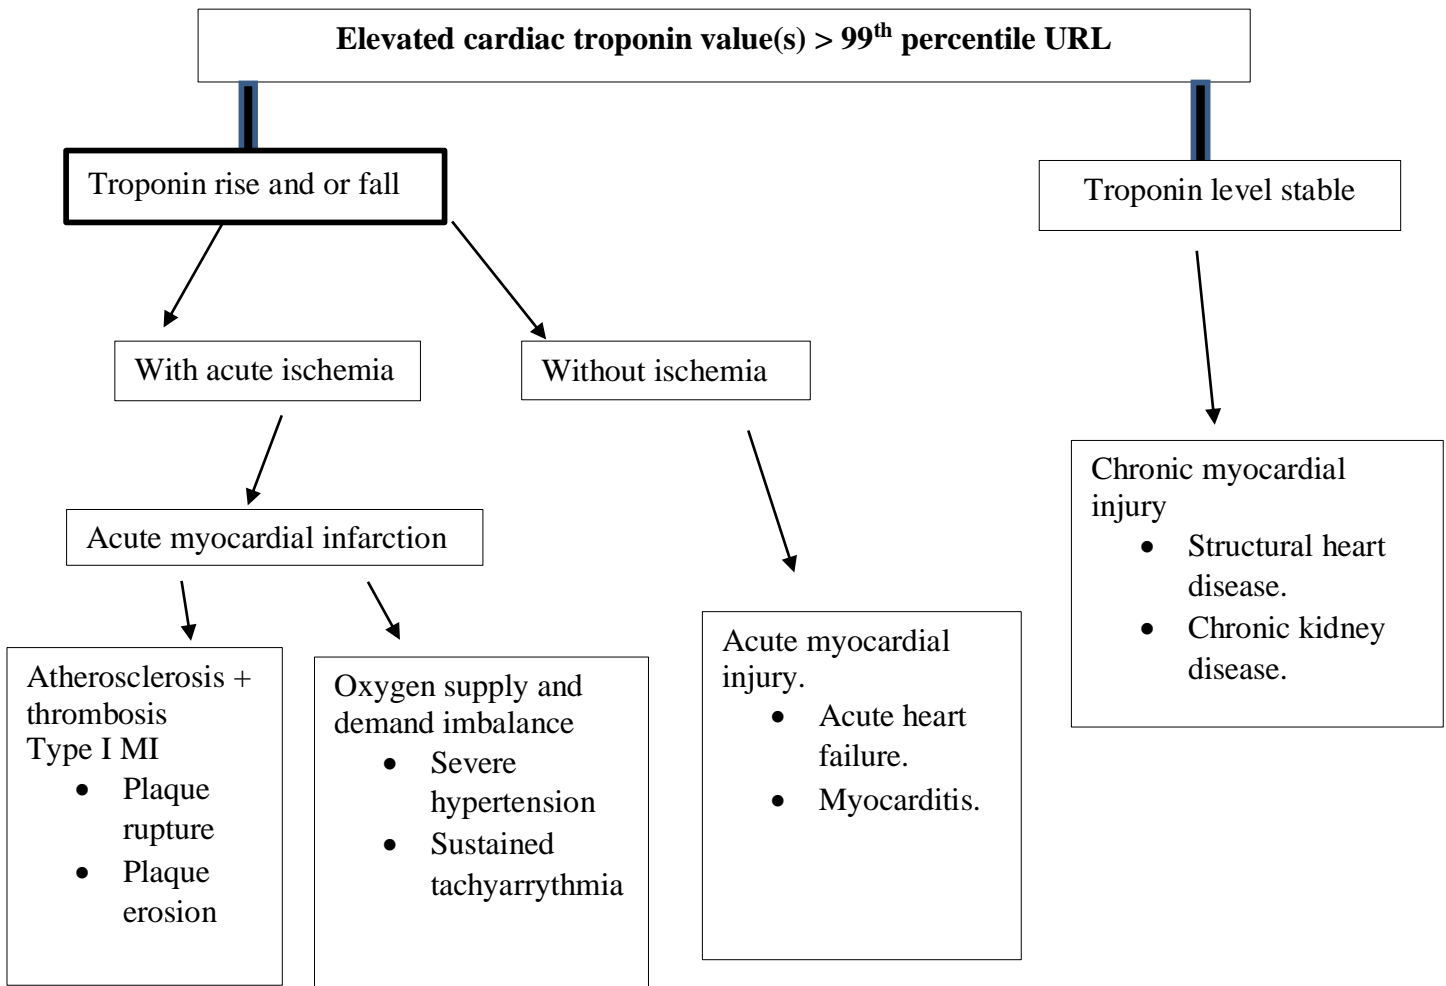 Elevated cardiac troponin value(s) > 99th percentile URL
Troponin rise and or fall
Troponin level stable
With acute ischemia
Without ischemia
Acute myocardial infarction
Atherosclerosis +
thrombosis
Type I MI
• Plaque
rupture
• Plaque
erosion
Oxygen supply and
demand imbalance
• Severe
hypertension
• Sustained
tachyarrythmia
Acute myocardial
injury.
• Acute heart
failure.
• Myocarditis.
Chronic myocardial
injury
• Structural heart
disease.
• Chronic kidney
disease.